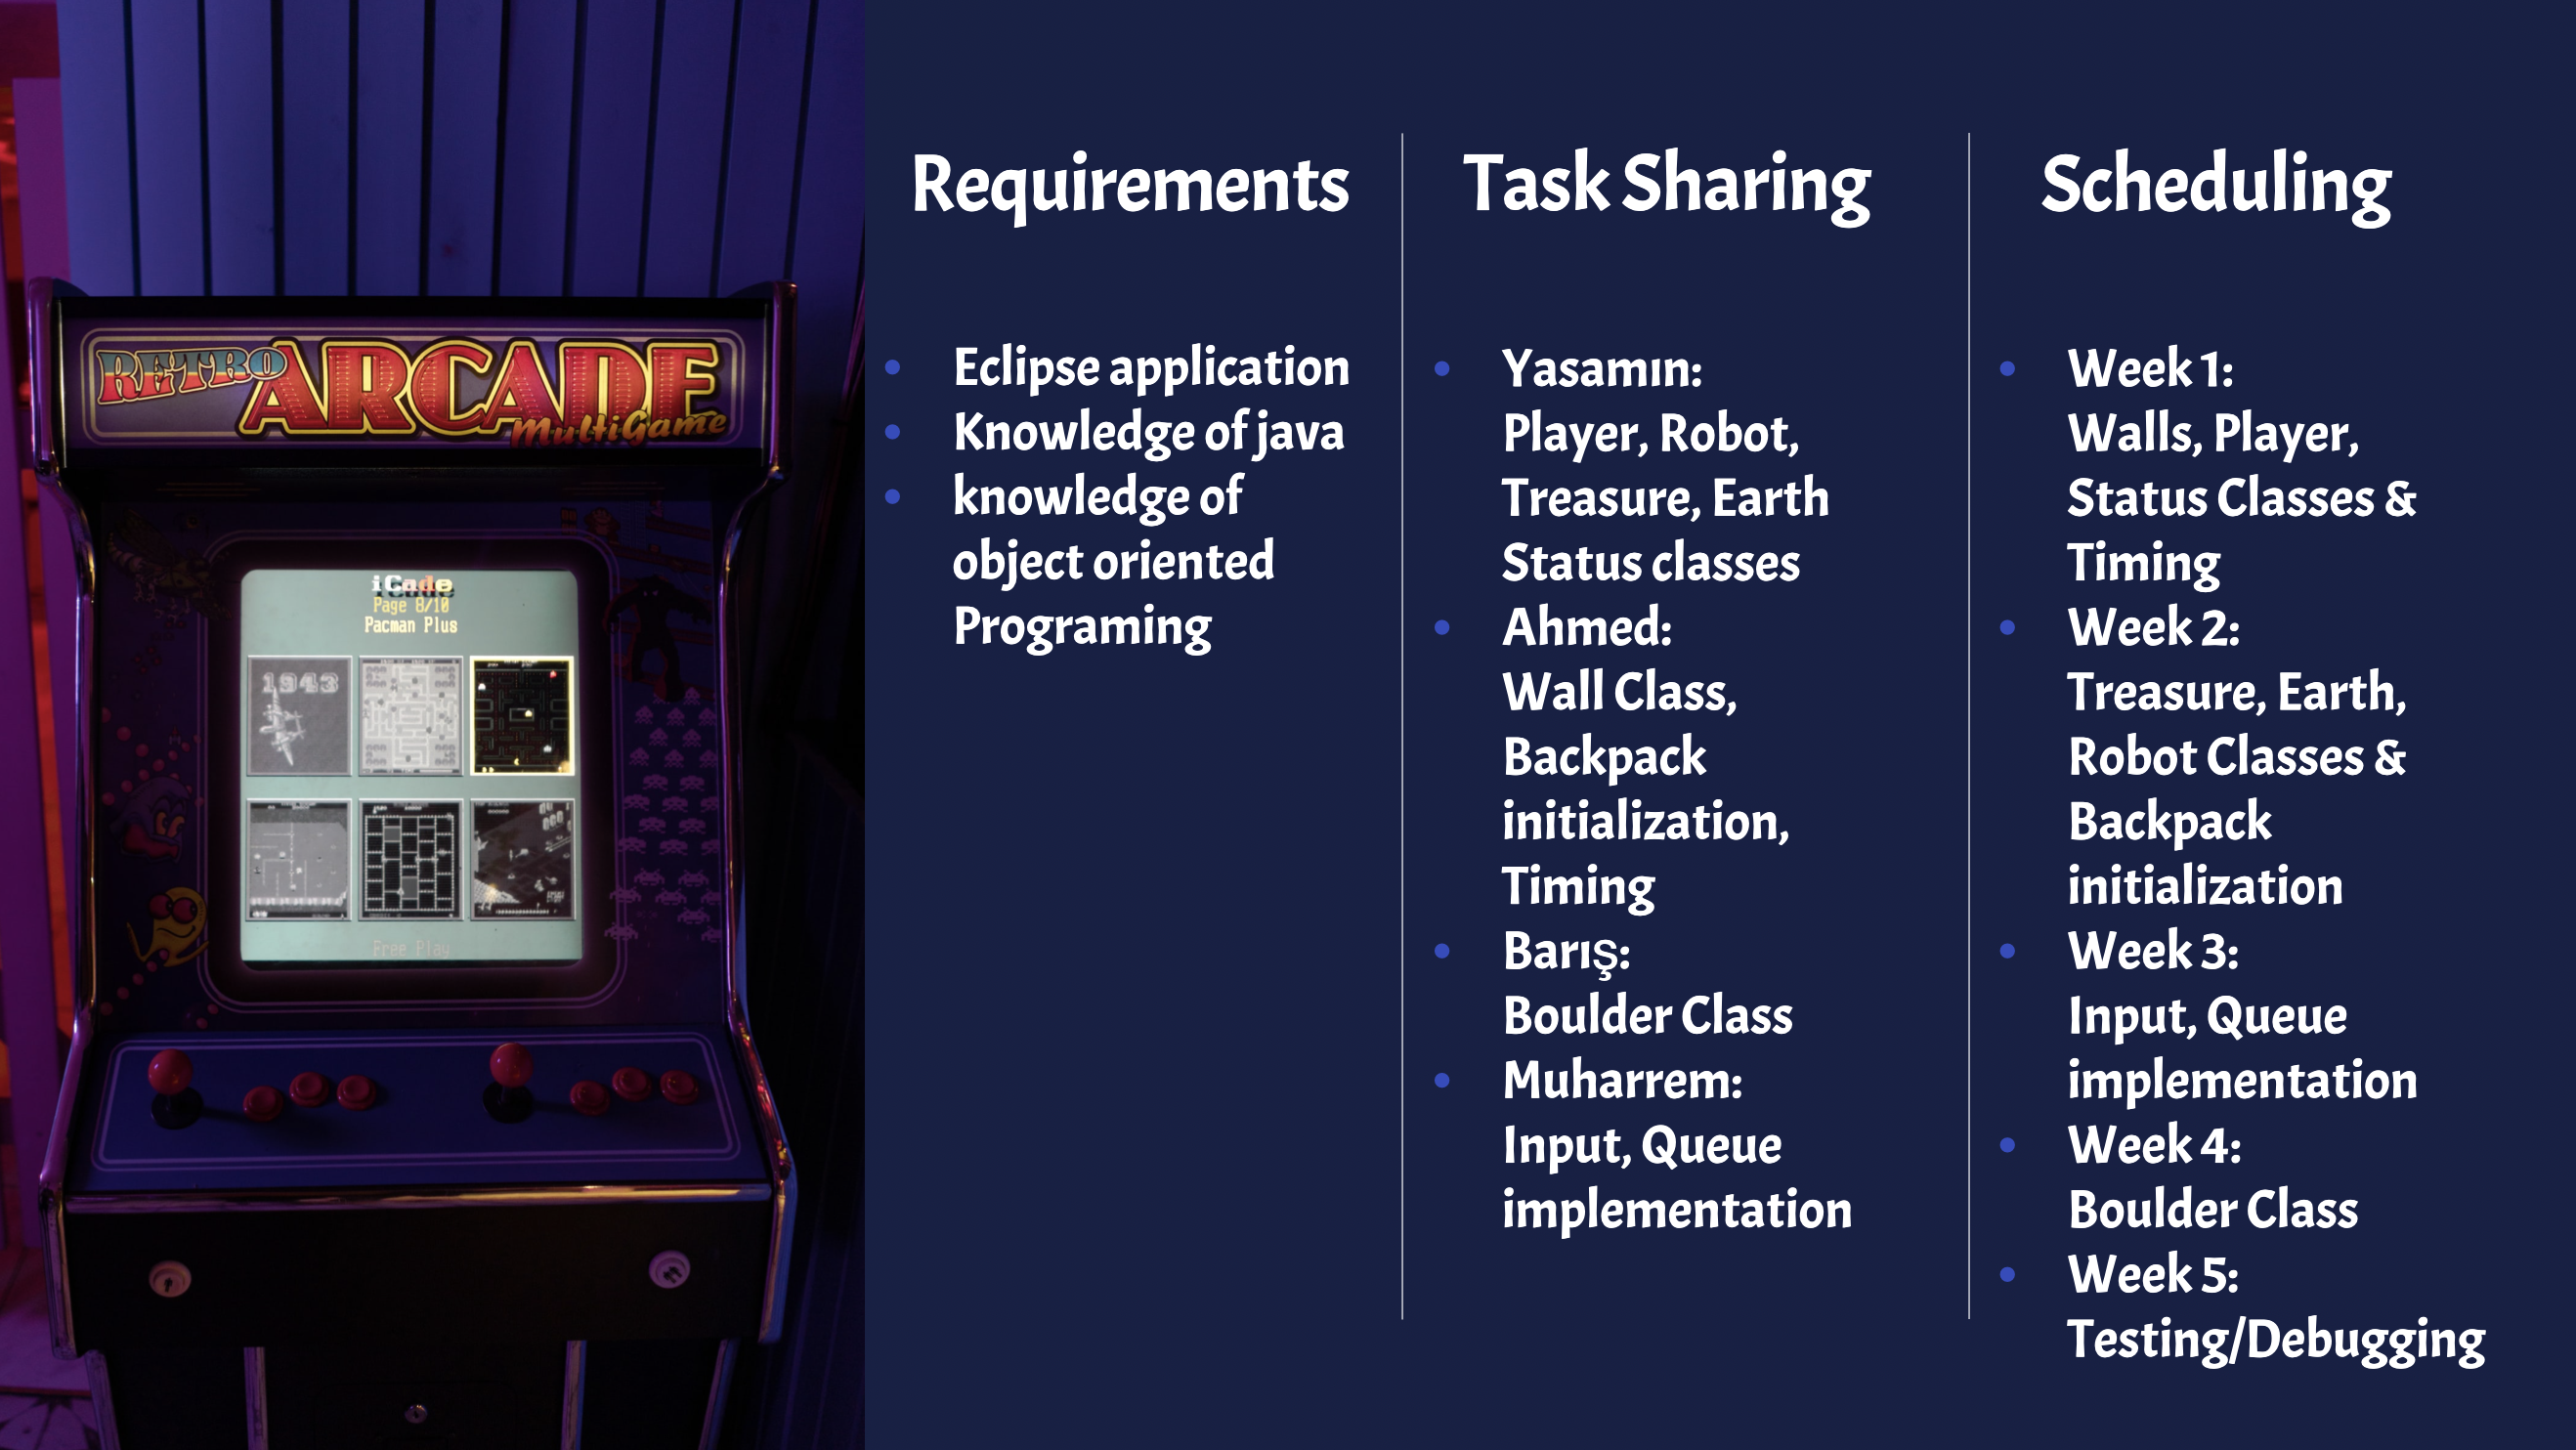 RETRO ARCADE
MultiGame
iCade
Page 8/10
Pacman Plus
1943
Free Play
Requirements
Eclipse application
Knowledge of java
knowledge of
object oriented
Programing
Task Sharing
Yasamın:
Player, Robot,
Treasure, Earth
Status classes
Ahmed:
Wall Class,
Backpack
initialization,
Timing
Barış:
Boulder Class
Muharrem:
Input, Queue
implementation
Scheduling
Week 1:
Walls, Player,
Status Classes &
Timing
Week 2:
Treasure, Earth,
Robot Classes &
Backpack
initialization
Week 3:
Input, Queue
implementation
Week 4:
Boulder Class
Week 5:
Testing/Debugging